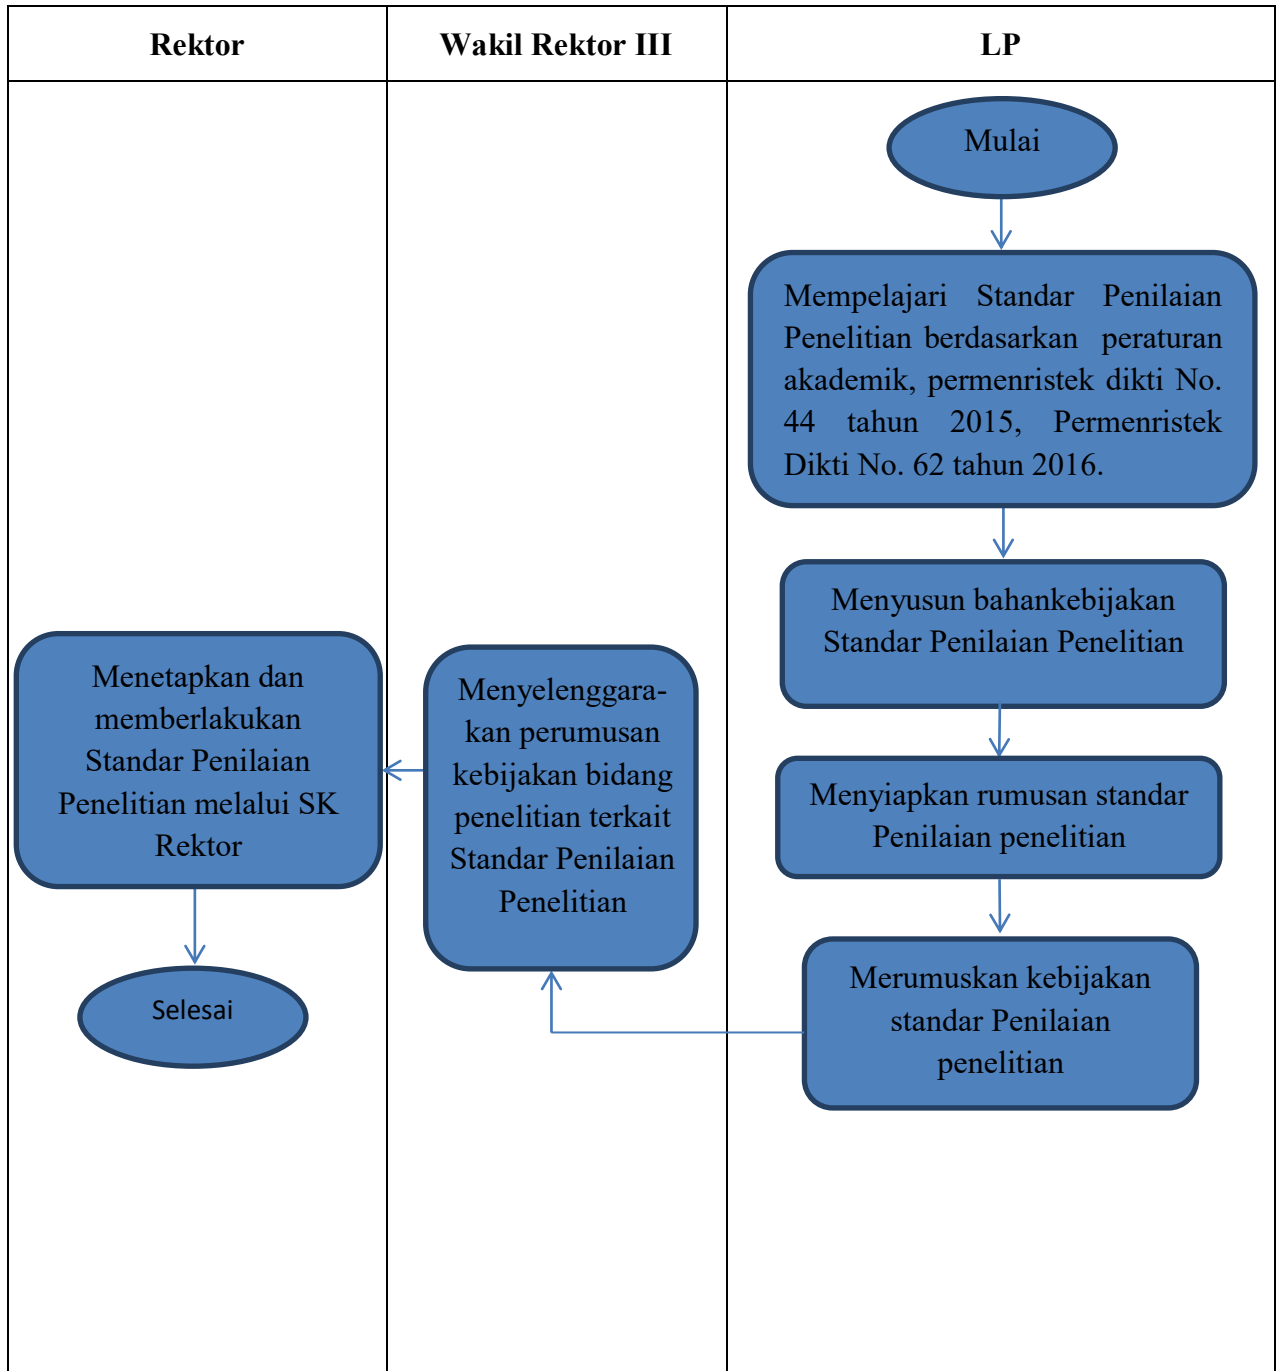 Rektor
Wakil Rektor III
LP
Mulai
Mempelajari Standar Penilaian
Penelitian berdasarkan peraturan
akademik, permenristek dikti No.
44 tahun 2015, Permenristek
Dikti No. 62 tahun 2016.
Menyusun bahankebijakan
Standar Penilaian Penelitian
Menyiapkan rumusan standar
Penilaian penelitian
Merumuskan kebijakan
standar Penilaian
penelitian
Menyelenggara-
kan perumusan
kebijakan bidang
penelitian terkait
Standar Penilaian
Penelitian
Menetapkan dan
memberlakukan
Standar Penilaian
Penelitian melalui SK
Rektor
Selesai